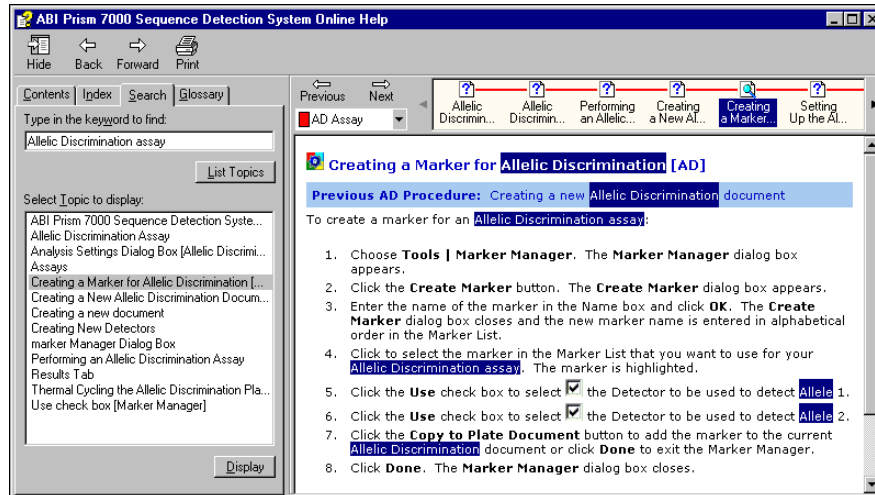 ABI Prism 7000 Sequence Detection System Online Help
Hide Back Forward Print
Contents Index Search Glossary
Type in the keyword to find:
Allelic Discrimination assay
List Topics
Select Topic to display:
ABI Prism 7000 Sequence Detection Syste...
Allelic Discrimination Assay
Analysis Settings Dialog Box [Allelic Discrimi...
Assays
Creating a Marker for Allelic Discrimination [...
Creating a New Allelic Discrimination Docum...
Creating a new document
Creating New Detectors
marker Manager Dialog Box
Performing an Allelic Discrimination Assay
Results Tab
Thermal Cycling the Allelic Discrimination Pla...
Use check box [Marker Manager]
Display
Previous Next
AD Assay
Allelic Discrimin...
Allelic Discrimin...
Performing an Allelic...
Creating a New Al...
Creating a Marker...
Setting Up the Al...
Creating a Marker for Allelic Discrimination [AD]
Previous AD Procedure: Creating a new Allelic Discrimination document
To create a marker for an Allelic Discrimination assay:
1. Choose Tools | Marker Manager. The Marker Manager dialog box
appears.
2. Click the Create Marker button. The Create Marker dialog box appears.
3. Enter the name of the marker in the Name box and click OK. The Create
Marker dialog box closes and the new marker name is entered in alphabetical
order in the Marker List.
4. Click to select the marker in the Marker List that you want to use for your
Allelic Discrimination assay. The marker is highlighted.
5. Click the Use check box to select the Detector to be used to detect Allele 1.
6. Click the Use check box to select the Detector to be used to detect Allele 2.
7. Click the Copy to Plate Document button to add the marker to the current
Allelic Discrimination document or click Done to exit the Marker Manager.
8. Click Done. The Marker Manager dialog box closes.